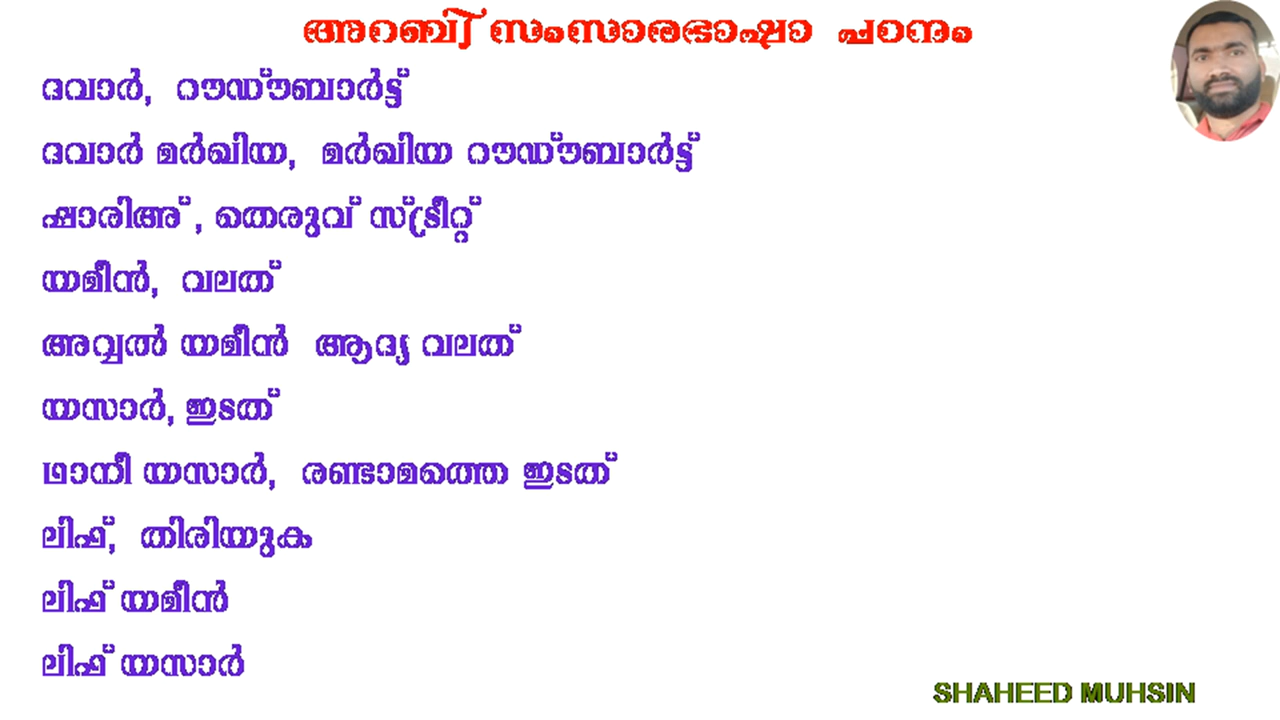 അറബി സംസാരഭാഷാ പഠനം
ദവാർ, റൗഡൗബാർട്ട്
ദവാർ മർഖിയ, മർഖിയ റൗഡൗബാർട്ട്
ഷാരിഅ്, തെരുവ് സ്ട്രീറ്റ്
യമീൻ, വലത്
അവ്വൽ യമീൻ ആദ്യ വലത്
യസാർ, ഇടത്
ഥാനീ യസാർ, രണ്ടാമത്തെ ഇടത്
ലിഫ്, തിരിയുക
ലിഫ് യമീൻ
ലിഫ് യസാർ
SHAHEED MUHSIN